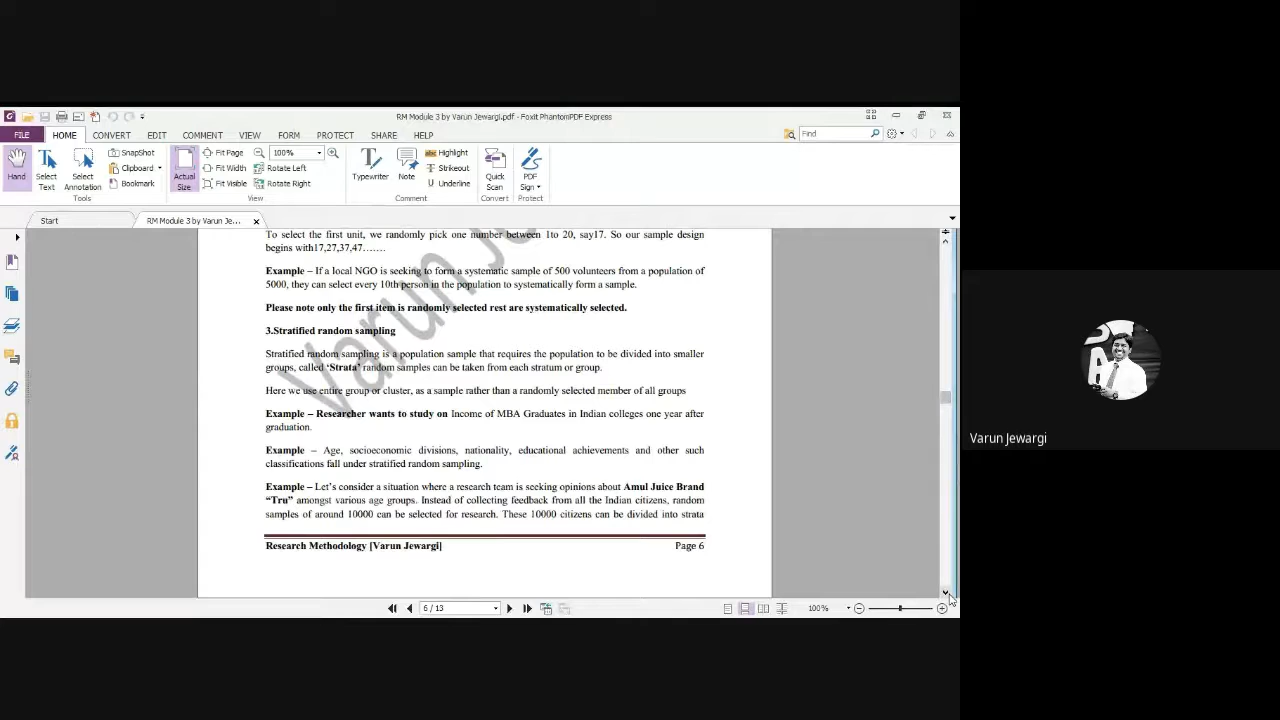 RM Module 3 by Varun Jewargi.pdf - Foxit PhantomPDF Express
FILE HOME CONVERT EDIT COMMENT VIEW FORM PROTECT SHARE HELP
Find
Hand
Select Text
Select Annotation
SnapShot
Clipboard
Bookmark
Tools
Actual Size
Fit Page
Fit Width
Fit Visible
100%
Rotate Left
Rotate Right
View
Typewriter
Note
Highlight
Strikeout
Underline
Comment
Quick Scan
Convert
PDF Sign
Protect
Start
RM Module 3 by Varun Je...
To select the first unit, we randomly pick one number between 1to 20, say17. So our sample design
begins with17,27,37,47…….
Example – If a local NGO is seeking to form a systematic sample of 500 volunteers from a population of
5000, they can select every 10th person in the population to systematically form a sample.
Please note only the first item is randomly selected rest are systematically selected.
3.Stratified random sampling
Stratified random sampling is a population sample that requires the population to be divided into smaller
groups, called ‘Strata’ random samples can be taken from each stratum or group.
Here we use entire group or cluster, as a sample rather than a randomly selected member of all groups
Example – Researcher wants to study on Income of MBA Graduates in Indian colleges one year after
graduation.
Example – Age, socioeconomic divisions, nationality, educational achievements and other such
classifications fall under stratified random sampling.
Example – Let’s consider a situation where a research team is seeking opinions about Amul Juice Brand
“Tru” amongst various age groups. Instead of collecting feedback from all the Indian citizens, random
samples of around 10000 can be selected for research. These 10000 citizens can be divided into strata
Research Methodology [Varun Jewargi] Page 6
Varun
6 / 13
100%
Varun Jewargi